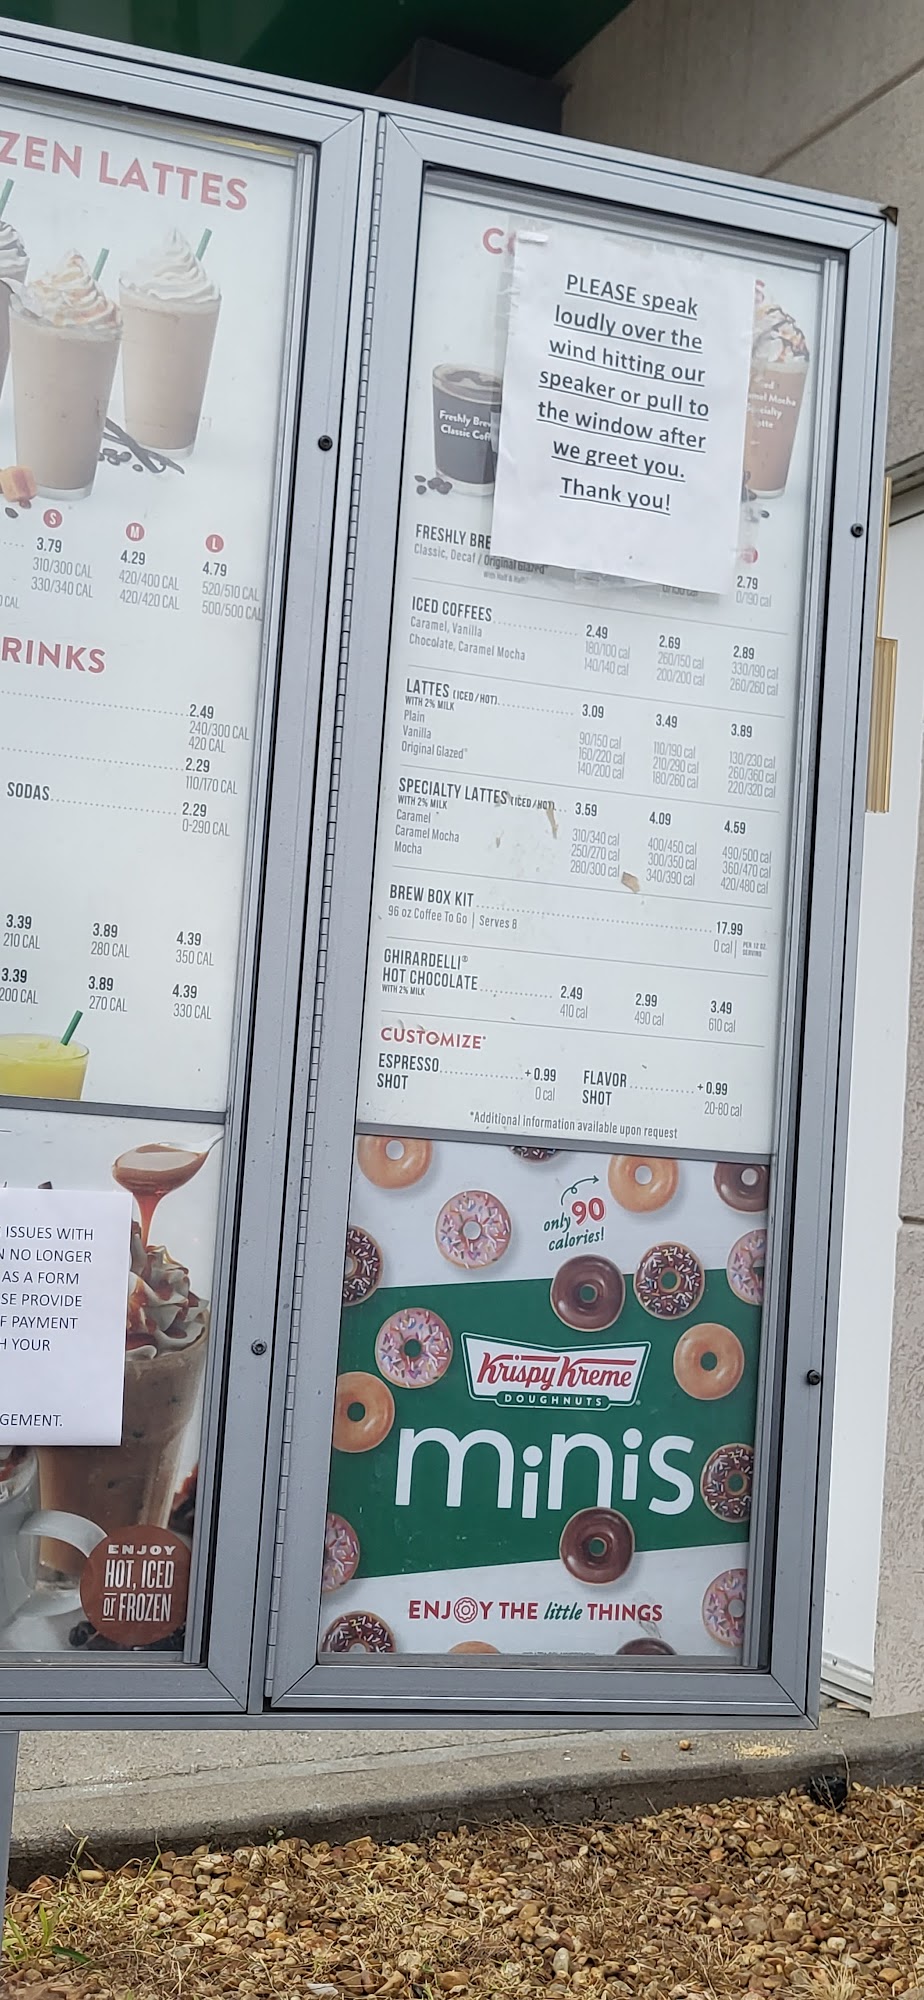 ZEN LATTES
S
M
L
3.79
4.29
4.79
310/300 CAL
420/400 CAL
520/510 CAL
330/340 CAL
420/420 CAL
500/500 CAL
CAL
RINKS
2.49
240/300 CAL
420 CAL
2.29
110/170 CAL
SODAS
2.29
0-290 CAL
3.39
3.89
4.39
210 CAL
280 CAL
350 CAL
3.39
3.89
4.39
200 CAL
270 CAL
330 CAL
ISSUES WITH
NO LONGER
AS A FORM
SE PROVIDE
F PAYMENT
H YOUR
GEMENT.
ENJOY
HOT, ICED
or FROZEN
C
S
PLEASE speak
loudly over the
wind hitting our
speaker or pull to
the window after
we greet you.
Thank you!
Freshly Brew
Classic Coff
Mocha
FRESHLY BRE
Classic, Decaf / Original Glazed®
2.79
0/190 cal
ICED COFFEES
2.49
2.69
2.89
Caramel, Vanilla
180/100 cal
260/150 cal
330/190 cal
Chocolate, Caramel Mocha
140/140 cal
200/200 cal
260/260 cal
LATTES (ICED/HOT)
3.09
3.49
3.89
WITH 2% MILK
Plain
90/150 cal
110/190 cal
130/230 cal
Vanilla
160/220 cal
210/290 cal
260/360 cal
Original Glazed®
140/200 cal
180/260 cal
220/320 cal
SPECIALTY LATTES (ICED/HOT)
3.59
4.09
4.59
WITH 2% MILK
Caramel
310/340 cal
400/450 cal
490/500 cal
Caramel Mocha
250/270 cal
300/350 cal
360/470 cal
Mocha
280/300 cal
340/390 cal
420/480 cal
BREW BOX KIT
17.99
96 oz Coffee To Go | Serves 8
0 cal | PER 12 OZ. SERVING
GHIRARDELLI®
HOT CHOCOLATE
2.49
2.99
3.49
WITH 2% MILK
410 cal
490 cal
610 cal
CUSTOMIZE*
ESPRESSO SHOT
+0.99
0 cal
FLAVOR SHOT
+0.99
20-80 cal
*Additional information available upon request
only 90
calories!
Krispy Kreme
DOUGHNUTS
minis
ENJOY THE little THINGS